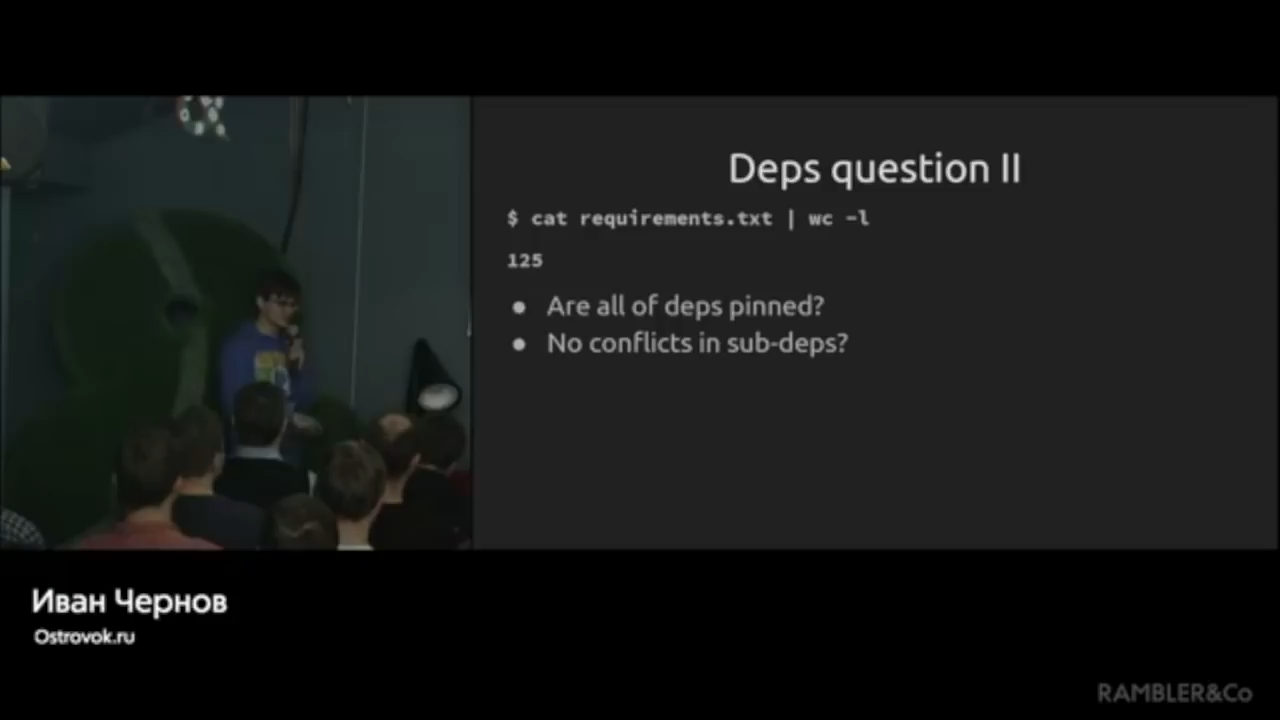 Deps question II
$ cat requirements.txt | wc -l
125
● Are all of deps pinned?
● No conflicts in sub-deps?
Иван Чернов
Ostrovok.ru
RAMBLER&Co